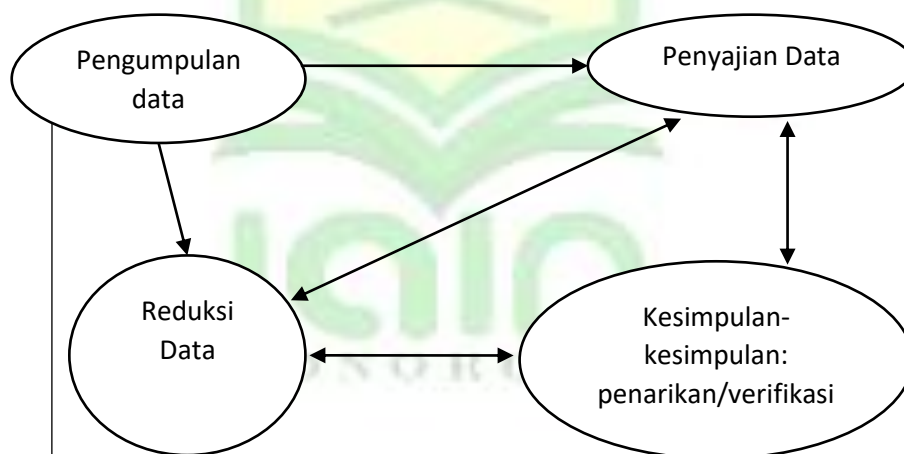 Pengumpulan
data
Penyajian Data
Reduksi
Data
Kesimpulan-
kesimpulan:
penarikan/verifikasi